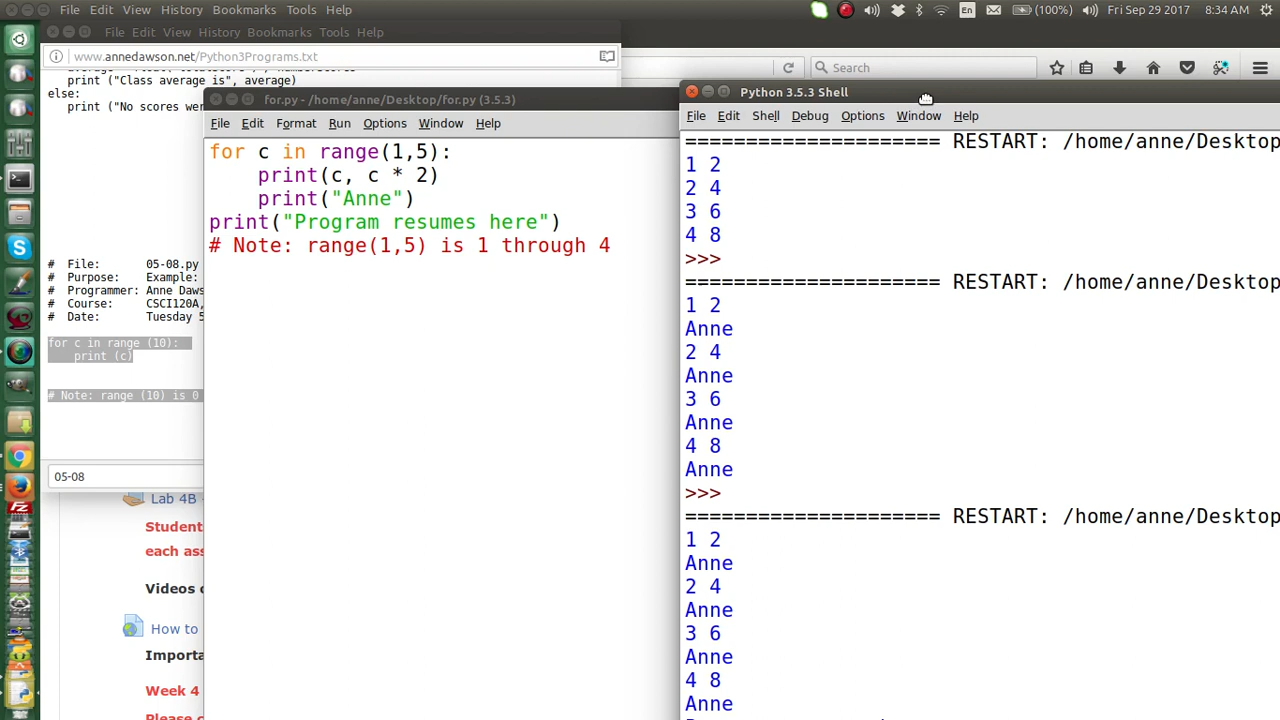 File Edit View History Bookmarks Tools Help
En (100%) Fri Sep 29 2017 8:34 AM
File Edit View History Bookmarks Tools Help
www.annedawson.net/Python3Programs.txt
print ("Class average is", average)
else:
print ("No scores wer
# File: 05-08.py
# Purpose: Example:
# Programmer: Anne Daws
# Course: CSCI120A,
# Date: Tuesday 5
for c in range (10):
print (c)
# Note: range (10) is 0
05-08
Search
for.py - /home/anne/Desktop/for.py (3.5.3)
File Edit Format Run Options Window Help
for c in range(1,5):
print(c, c * 2)
print("Anne")
print("Program resumes here")
# Note: range(1,5) is 1 through 4
Python 3.5.3 Shell
File Edit Shell Debug Options Window Help
===================== RESTART: /home/anne/Desktop
1 2
2 4
3 6
4 8
>>>
===================== RESTART: /home/anne/Desktop
1 2
Anne
2 4
Anne
3 6
Anne
4 8
Anne
>>>
===================== RESTART: /home/anne/Desktop
1 2
Anne
2 4
Anne
3 6
Anne
4 8
Anne
Lab 4B
Student
each ass
Videos o
How to
Importa
Week 4
Please c